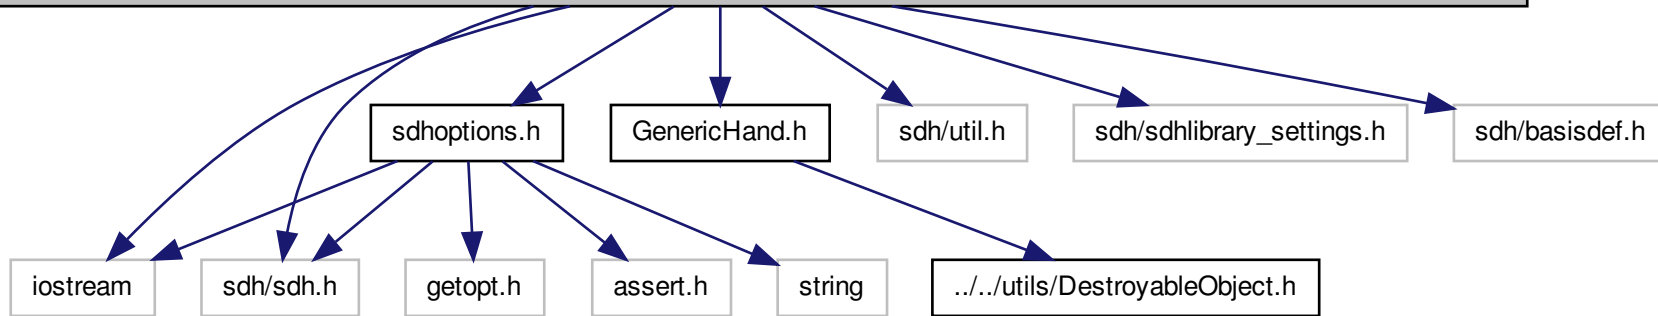 sdhoptions.h
GenericHand.h
sdh/util.h
sdh/sdhlibrary_settings.h
sdh/basisdef.h
iostream
sdh/sdh.h
getopt.h
assert.h
string
../../utils/DestroyableObject.h